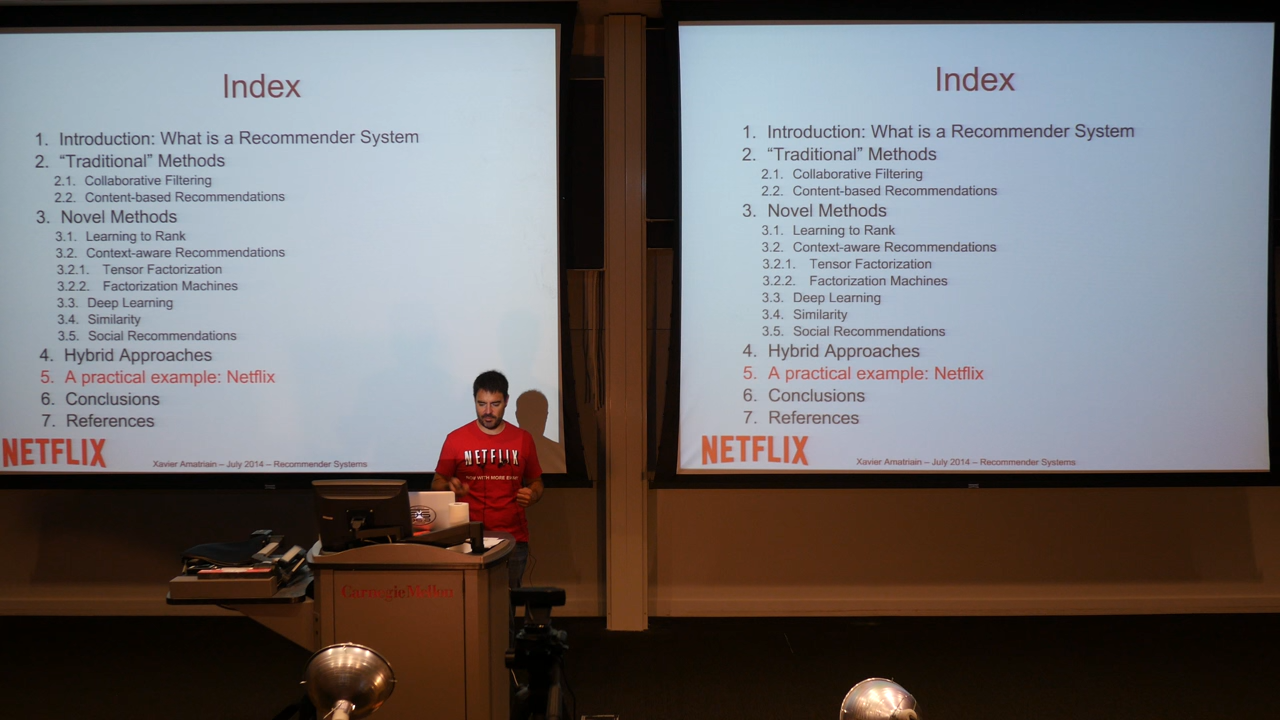 Index
1. Introduction: What is a Recommender System
2. “Traditional” Methods
2.1. Collaborative Filtering
2.2. Content-based Recommendations
3. Novel Methods
3.1. Learning to Rank
3.2. Context-aware Recommendations
3.2.1. Tensor Factorization
3.2.2. Factorization Machines
3.3. Deep Learning
3.4. Similarity
3.5. Social Recommendations
4. Hybrid Approaches
5. A practical example: Netflix
6. Conclusions
7. References
NETFLIX
Xavier Amatriain – July 2014 – Recommender Systems
Index
1. Introduction: What is a Recommender System
2. “Traditional” Methods
2.1. Collaborative Filtering
2.2. Content-based Recommendations
3. Novel Methods
3.1. Learning to Rank
3.2. Context-aware Recommendations
3.2.1. Tensor Factorization
3.2.2. Factorization Machines
3.3. Deep Learning
3.4. Similarity
3.5. Social Recommendations
4. Hybrid Approaches
5. A practical example: Netflix
6. Conclusions
7. References
NETFLIX
Xavier Amatriain – July 2014 – Recommender Systems
NETFLIX
WITH MORE
Carnegie Mellon